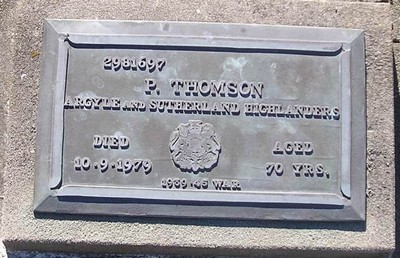 2981697
P. THOMSON
ARGYLE AND SUTHERLAND HIGHLANDERS
DIED AGED
10-9-1979 70 YRS.
1939-45 WAR